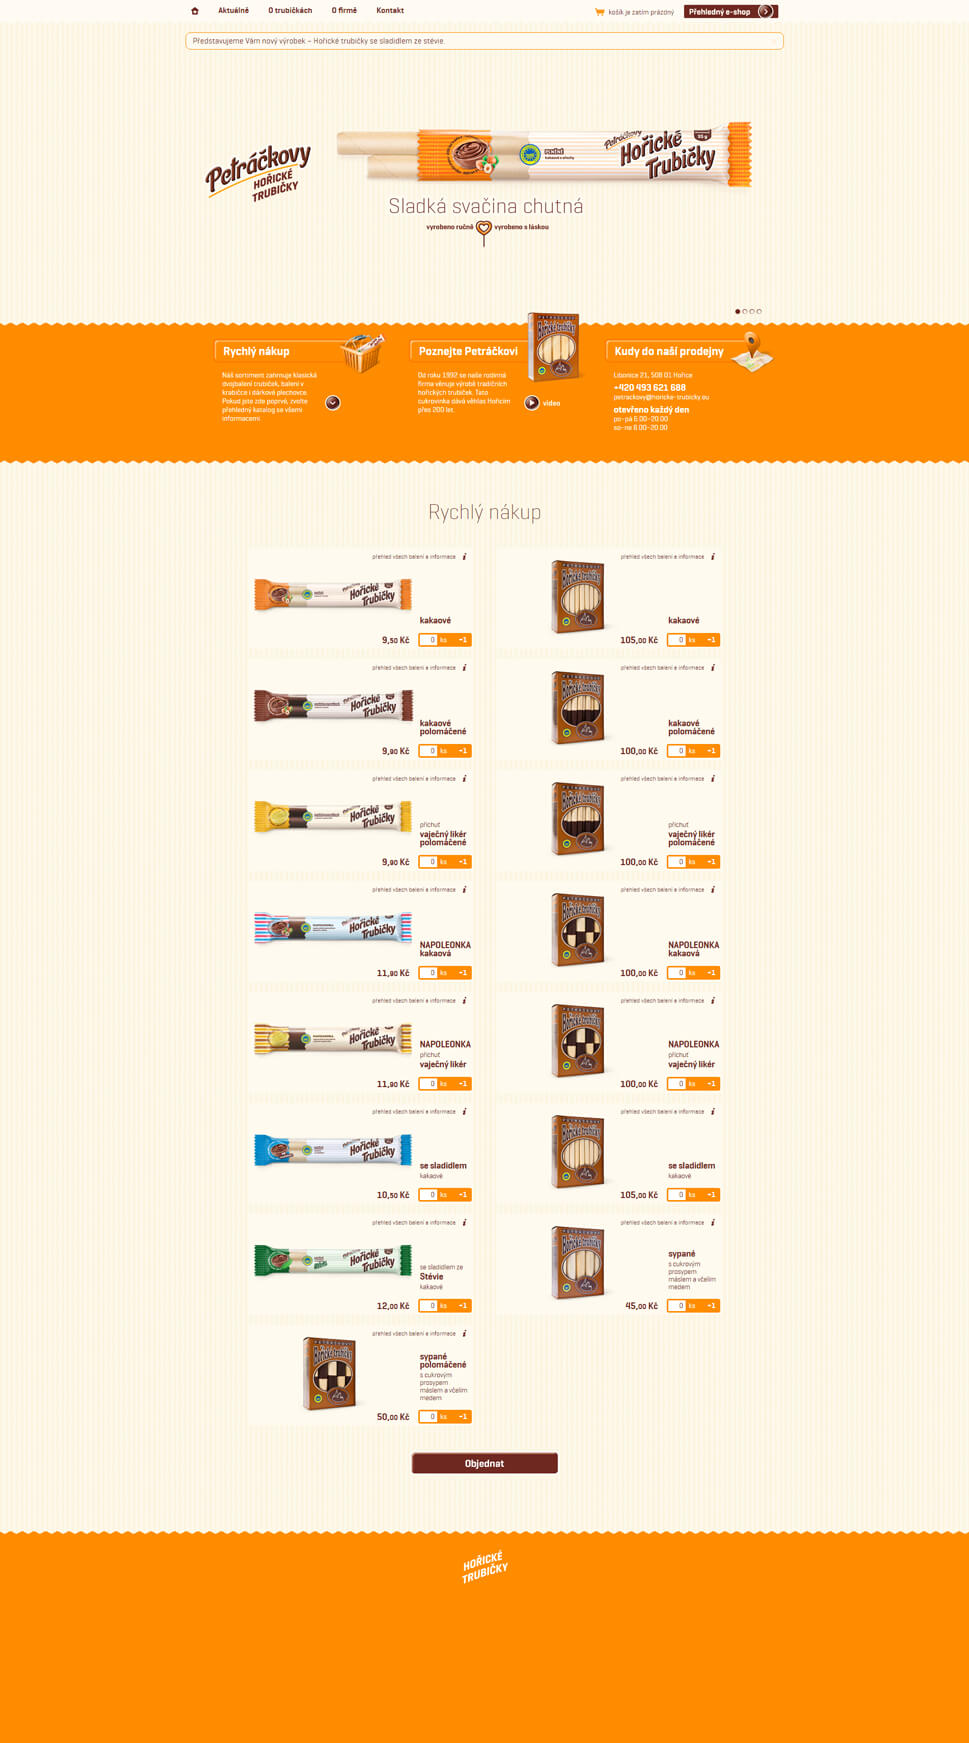 Aktuálně
O trubičkách
O firmě
Kontakt
košík je zatím prázdný
Přehledný e-shop
Představujeme Vám nový výrobek – Hořické trubičky se sladidlem ze stévie.
Petráčkovy
HOŘICKÉ
TRUBIČKY
Petráčkovy
Hořické
Trubičky
Sladká svačina chutná
vyrobeno ručně
vyrobeno s láskou
Rychlý nákup
Náš sortiment zahrnuje klasická
dvojbalení trubiček, balení v
krabičce i dárkové plechovce.
Pokud jste zde poprvé, zvolte
přehledný katalog se všemi
informacemi.
Poznejte Petráčkovi
Od roku 1992 se naše rodinná
firma věnuje výrobě tradičních
hořických trubiček. Tato
cukrovinka dává věhlas Hořicím
přes 200 let.
video
Kudy do naší prodejny
Libonice 21, 508 01 Hořice
+420 493 621 688
petrackovy@horicke-trubicky.eu
otevřeno každý den
po–pá 6.00–20.00
so–ne 8.00–20.00
Rychlý nákup
přehled všech balení a informace i
kakaové
9,50 Kč
0 ks +1
přehled všech balení a informace i
kakaové
105,00 Kč
0 ks +1
přehled všech balení a informace i
kakaové
polomáčené
9,90 Kč
0 ks +1
přehled všech balení a informace i
kakaové
polomáčené
100,00 Kč
0 ks +1
přehled všech balení a informace i
příchuť
vaječný likér
polomáčené
9,90 Kč
0 ks +1
přehled všech balení a informace i
příchuť
vaječný likér
polomáčené
100,00 Kč
0 ks +1
přehled všech balení a informace i
NAPOLEONKA
kakaová
11,90 Kč
0 ks +1
přehled všech balení a informace i
NAPOLEONKA
kakaová
100,00 Kč
0 ks +1
přehled všech balení a informace i
NAPOLEONKA
příchuť
vaječný likér
11,90 Kč
0 ks +1
přehled všech balení a informace i
NAPOLEONKA
příchuť
vaječný likér
100,00 Kč
0 ks +1
přehled všech balení a informace i
se sladidlem
kakaové
10,50 Kč
0 ks +1
přehled všech balení a informace i
se sladidlem
kakaové
105,00 Kč
0 ks +1
přehled všech balení a informace i
se sladidlem ze
Stévie
kakaové
12,00 Kč
0 ks +1
přehled všech balení a informace i
sypané
s cukrovým
prosypem
máslem a včelím
medem
45,00 Kč
0 ks +1
přehled všech balení a informace i
sypané
polomáčené
s cukrovým
prosypem
máslem a včelím
medem
50,00 Kč
0 ks +1
Objednat
HOŘICKÉ
TRUBIČKY